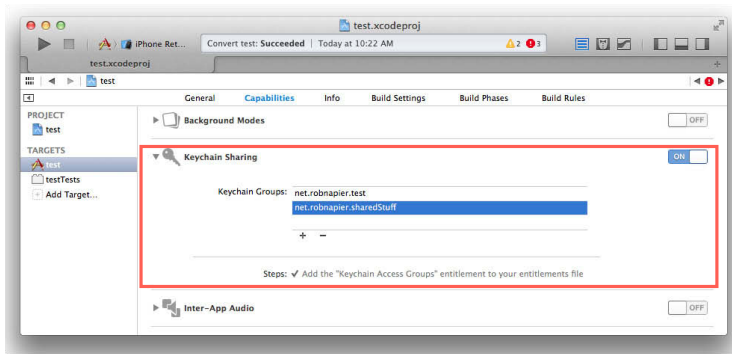 test.xcodeproj
iPhone Ret...
Convert test: Succeeded | Today at 10:22 AM
2
3
test.xcodeproj
test
General Capabilities Info Build Settings Build Phases Build Rules
PROJECT
test
TARGETS
test
testTests
Add Target...
Background Modes
OFF
Keychain Sharing
ON
Keychain Groups:
net.robnapier.test
net.robnapier.sharedStuff
Steps: ✔ Add the "Keychain Access Groups" entitlement to your entitlements file
Inter-App Audio
OFF